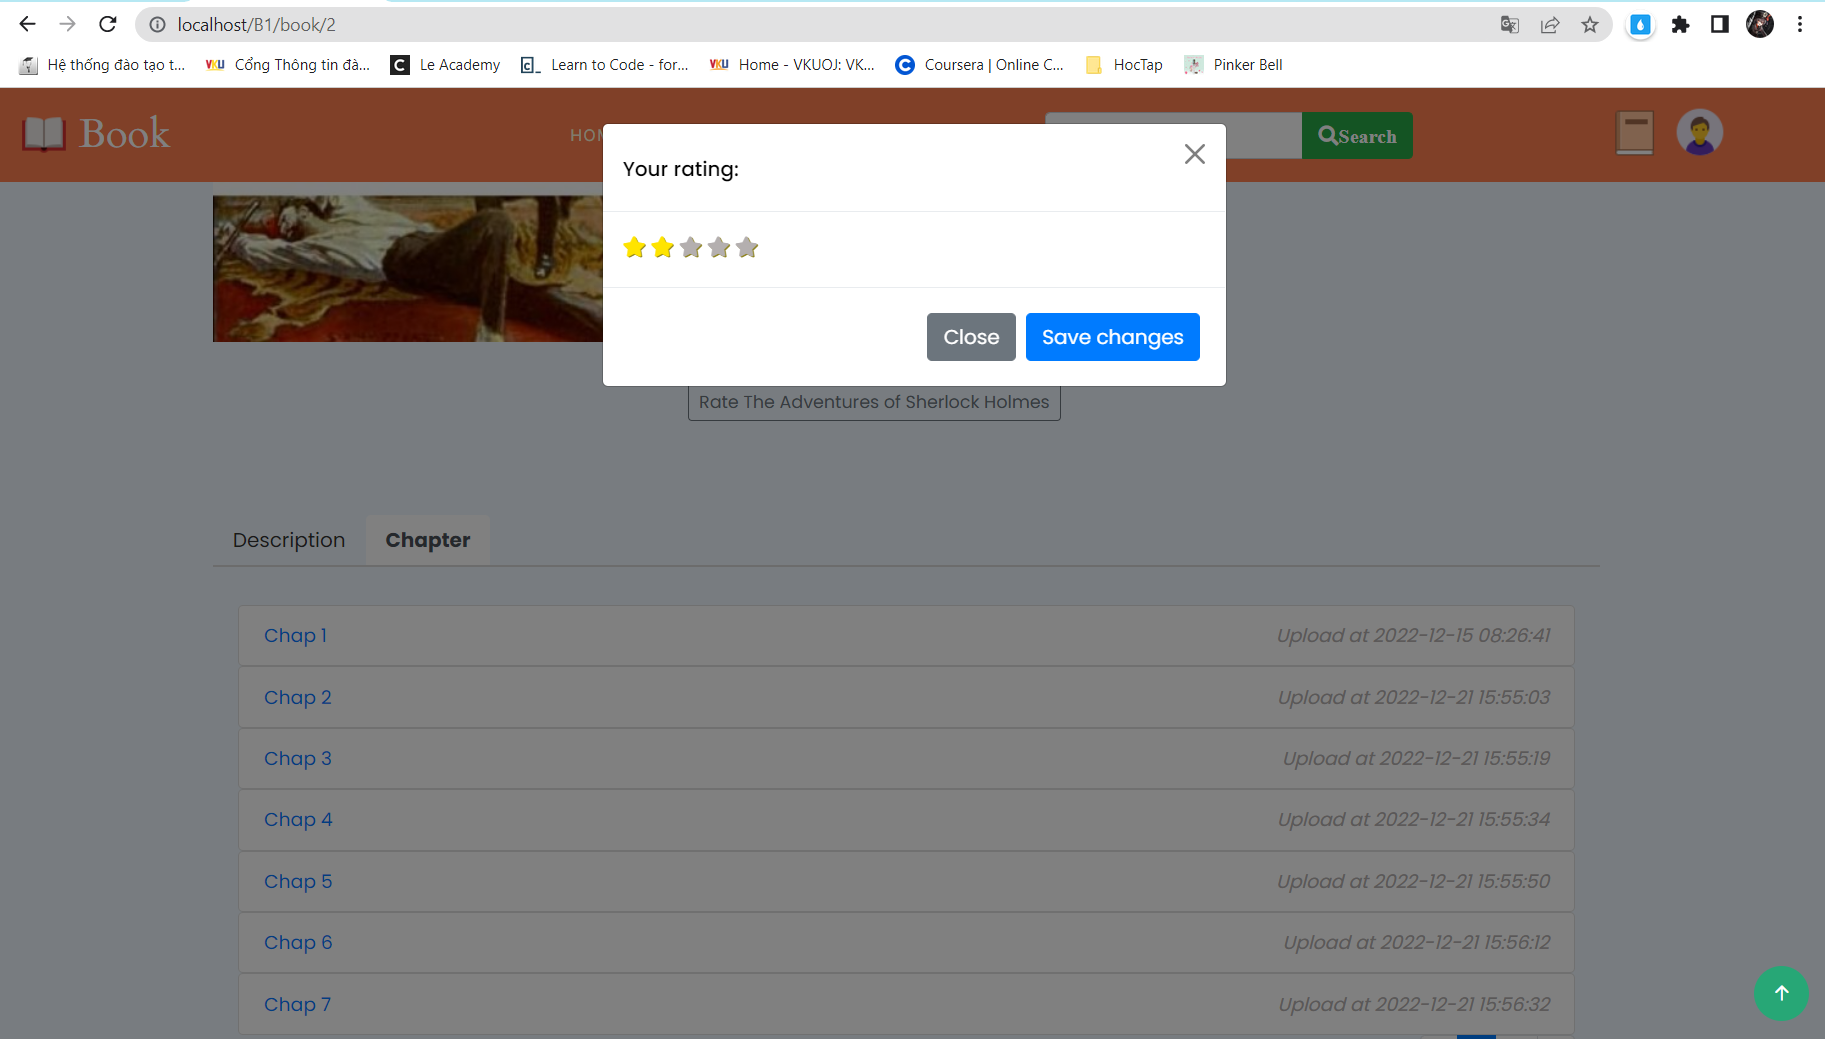 localhost/B1/book/2
Hệ thống đào tạo t... Cổng Thông tin đà... Le Academy Learn to Code - for... Home - VKUOJ: VK... Coursera | Online C... HocTap Pinker Bell
Book Search
Your rating:
Close Save changes
Rate The Adventures of Sherlock Holmes
Description Chapter
Chap 1 Upload at 2022-12-15 08:26:41
Chap 2 Upload at 2022-12-21 15:55:03
Chap 3 Upload at 2022-12-21 15:55:19
Chap 4 Upload at 2022-12-21 15:55:34
Chap 5 Upload at 2022-12-21 15:55:50
Chap 6 Upload at 2022-12-21 15:56:12
Chap 7 Upload at 2022-12-21 15:56:32